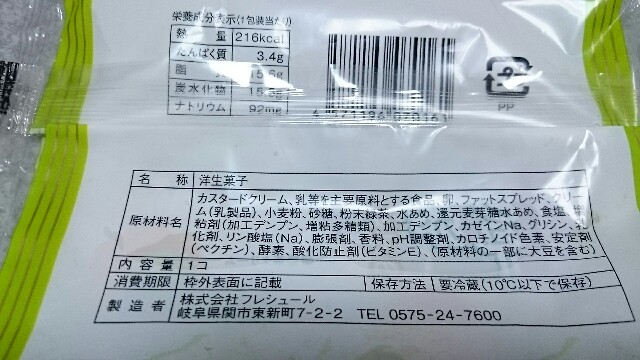 栄養成分表示(1包装当たり)
熱 量 216kcal
たんぱく質 3.4g
脂 15.6g
炭水化物
ナトリウム 92mg
PP
名 称 洋生菓子
原材料名 カスタードクリーム、乳等を主要原料とする食品、卵、ファットスプレッド、クリー
ム(乳製品)、小麦粉、砂糖、粉末緑茶、水あめ、還元麦芽糖水あめ、食塩、増
粘剤(加工デンプン、増粘多糖類)、加工デンプン、カゼインNa、グリシン、乳
化剤、リン酸塩(Na)、膨張剤、香料、pH調整剤、カロチノイド色素、安定剤
(ペクチン)、酵素、酸化防止剤(ビタミンE)、(原材料の一部に大豆を含む)
内 容 量 1コ
消費期限 枠外表面に記載 保存方法 要冷蔵(10℃以下で保存)
製 造 者 株式会社フレシュール
岐阜県関市東新町7-2-2 TEL 0575-24-7600